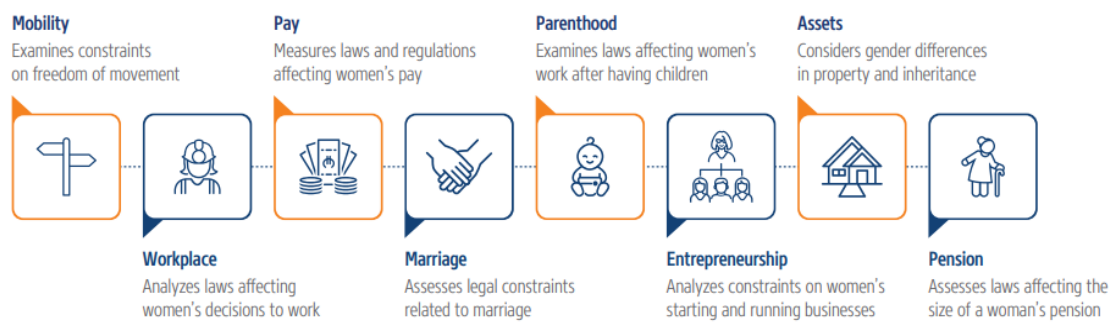 Mobility
Examines constraints
on freedom of movement
Pay
Measures laws and regulations
affecting women's pay
Parenthood
Examines laws affecting women's
work after having children
Assets
Considers gender differences
in property and inheritance
Workplace
Analyzes laws affecting
women's decisions to work
Marriage
Assesses legal constraints
related to marriage
Entrepreneurship
Analyzes constraints on women's
starting and running businesses
Pension
Assesses laws affecting the
size of a woman's pension